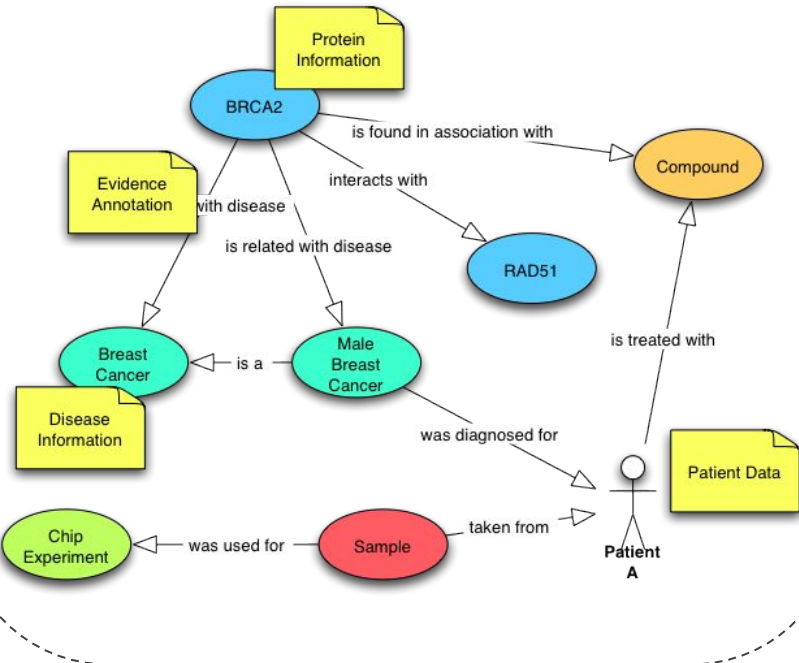 Protein
Information
BRCA2
is found in association with
Compound
interacts with
Evidence
Annotation
with disease
is related with disease
RAD51
is treated with
Breast
Cancer
is a
Male
Breast
Cancer
Disease
Information
was diagnosed for
Patient Data
Chip
Experiment
was used for
Sample
taken from
Patient
A